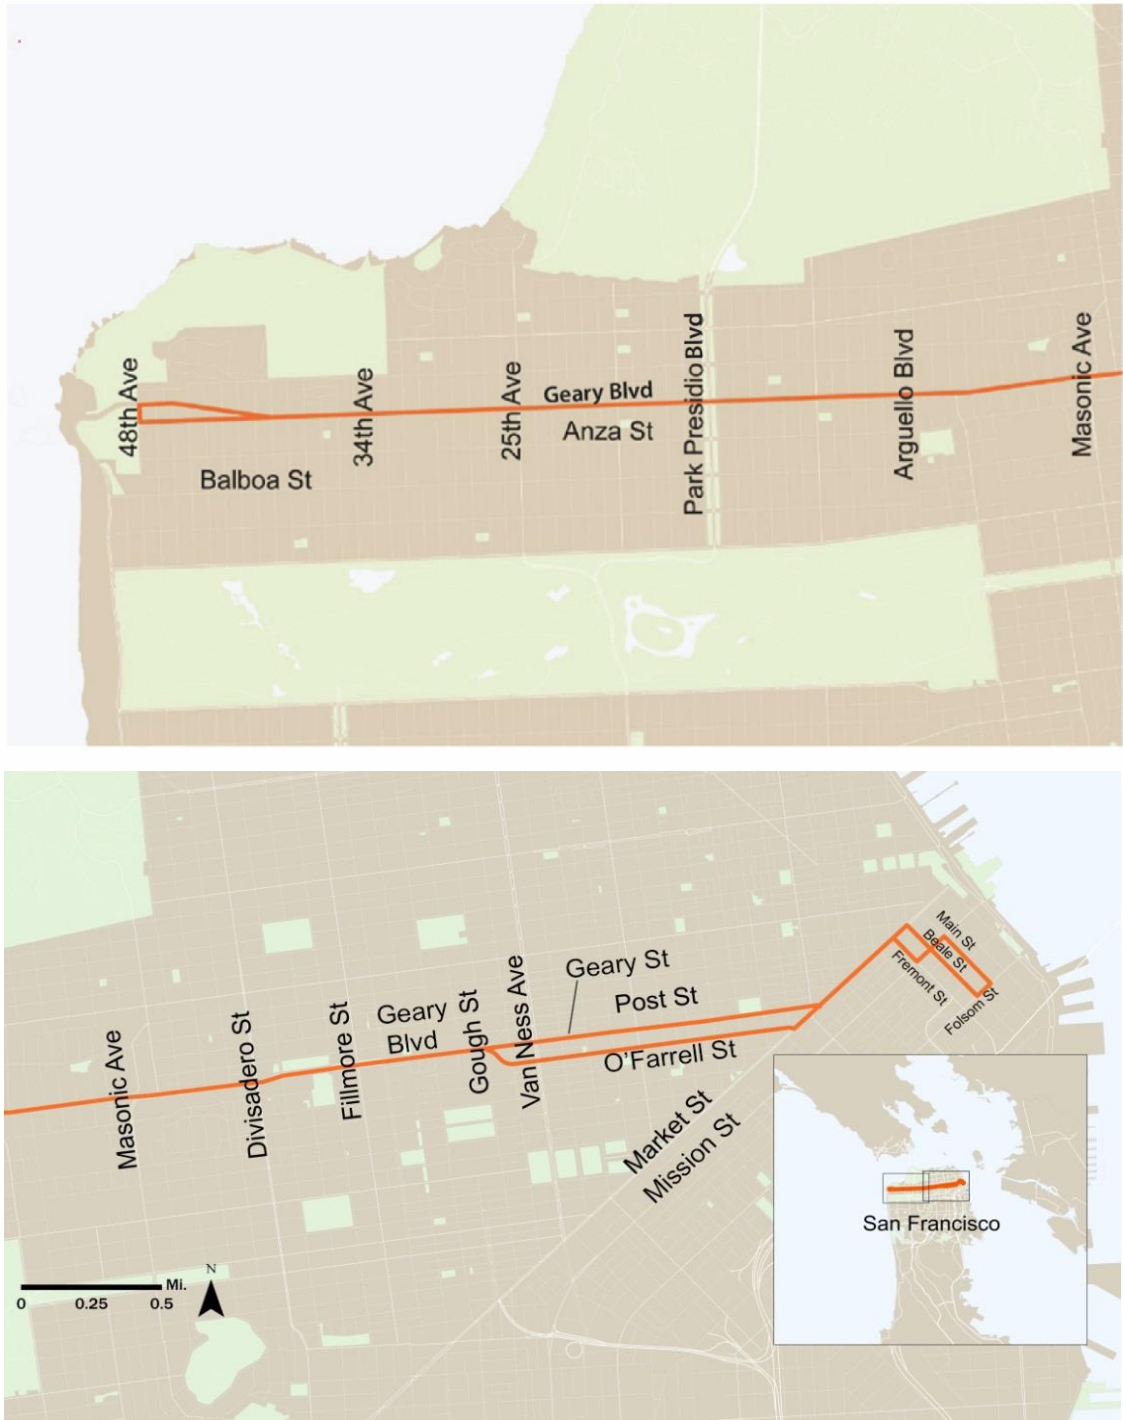 48th Ave
34th Ave
25th Ave
Geary Blvd
Anza St
Balboa St
Park Presidio Blvd
Arguello Blvd
Masonic Ave
Main St
Beale St
Fremont St
Folsom St
Geary St
Post St
Geary
Blvd
Gough St
Van Ness Ave
O'Farrell St
Fillmore St
Divisadero St
Masonic Ave
Market St
Mission St
San Francisco
N
Mi.
0 0.25 0.5